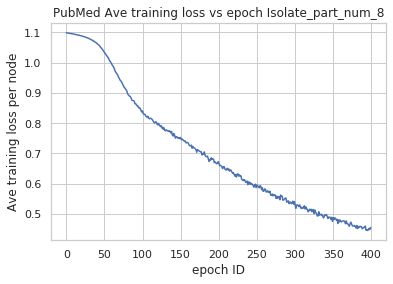 PubMed Ave training loss vs epoch Isolate_part_num_8
Ave training loss per node
1.1
1.0
0.9
0.8
0.7
0.6
0.5
0 50 100 150 200 250 300 350 400
epoch ID